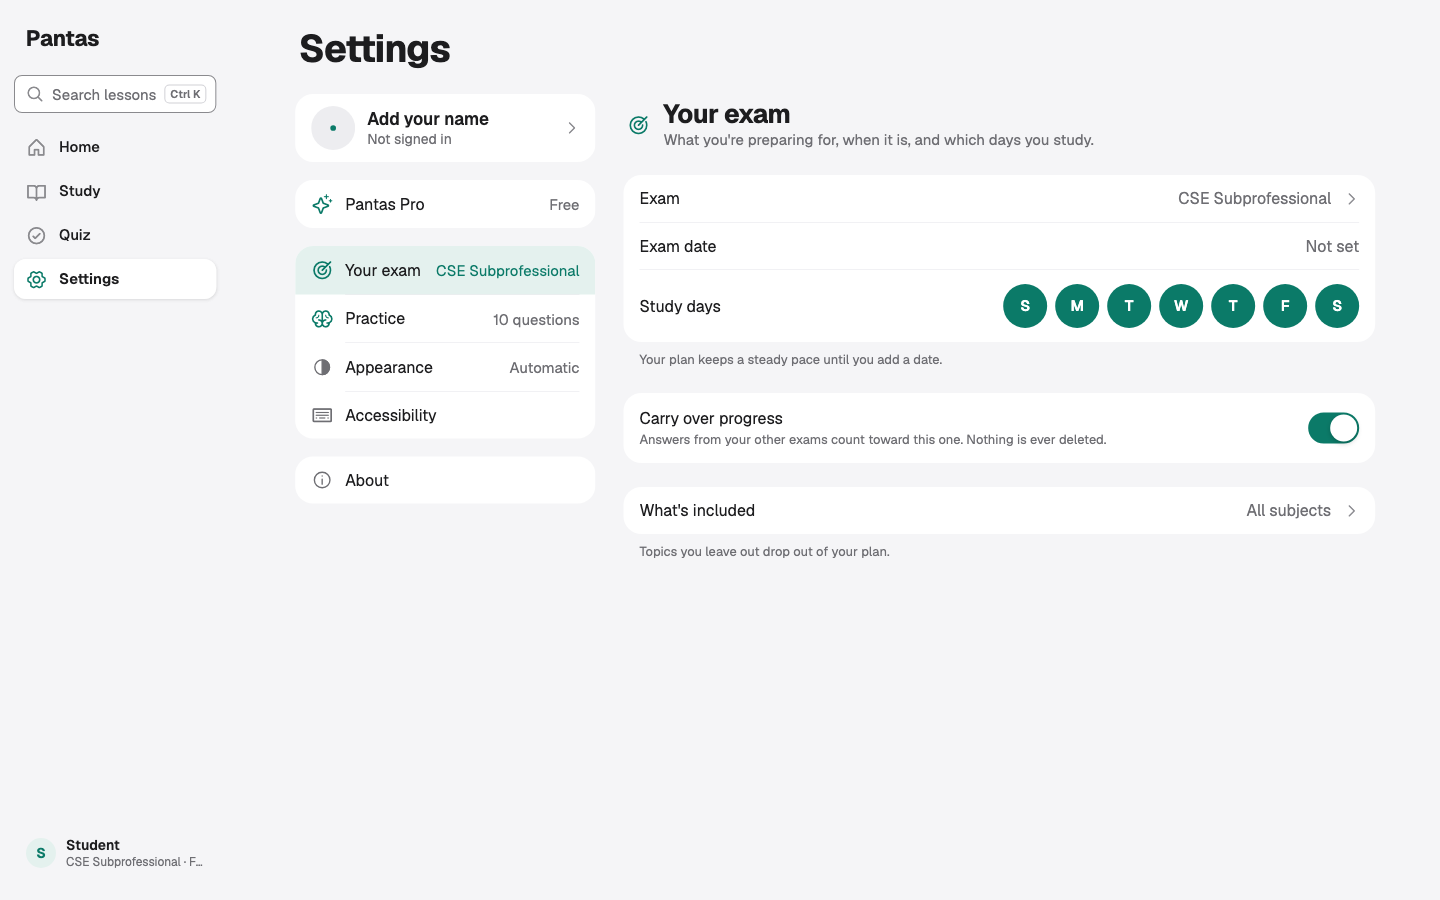 Pantas
Search lessons Ctrl K
Home
Study
Quiz
Settings
S
Student
CSE Subprofessional · F...
Settings
Add your name
Not signed in
Pantas Pro Free
Your exam CSE Subprofessional
Practice 10 questions
Appearance Automatic
Accessibility
About
Your exam
What you're preparing for, when it is, and which days you study.
Exam CSE Subprofessional
Exam date Not set
Study days S M T W T F S
Your plan keeps a steady pace until you add a date.
Carry over progress
Answers from your other exams count toward this one. Nothing is ever deleted.
What's included All subjects
Topics you leave out drop out of your plan.